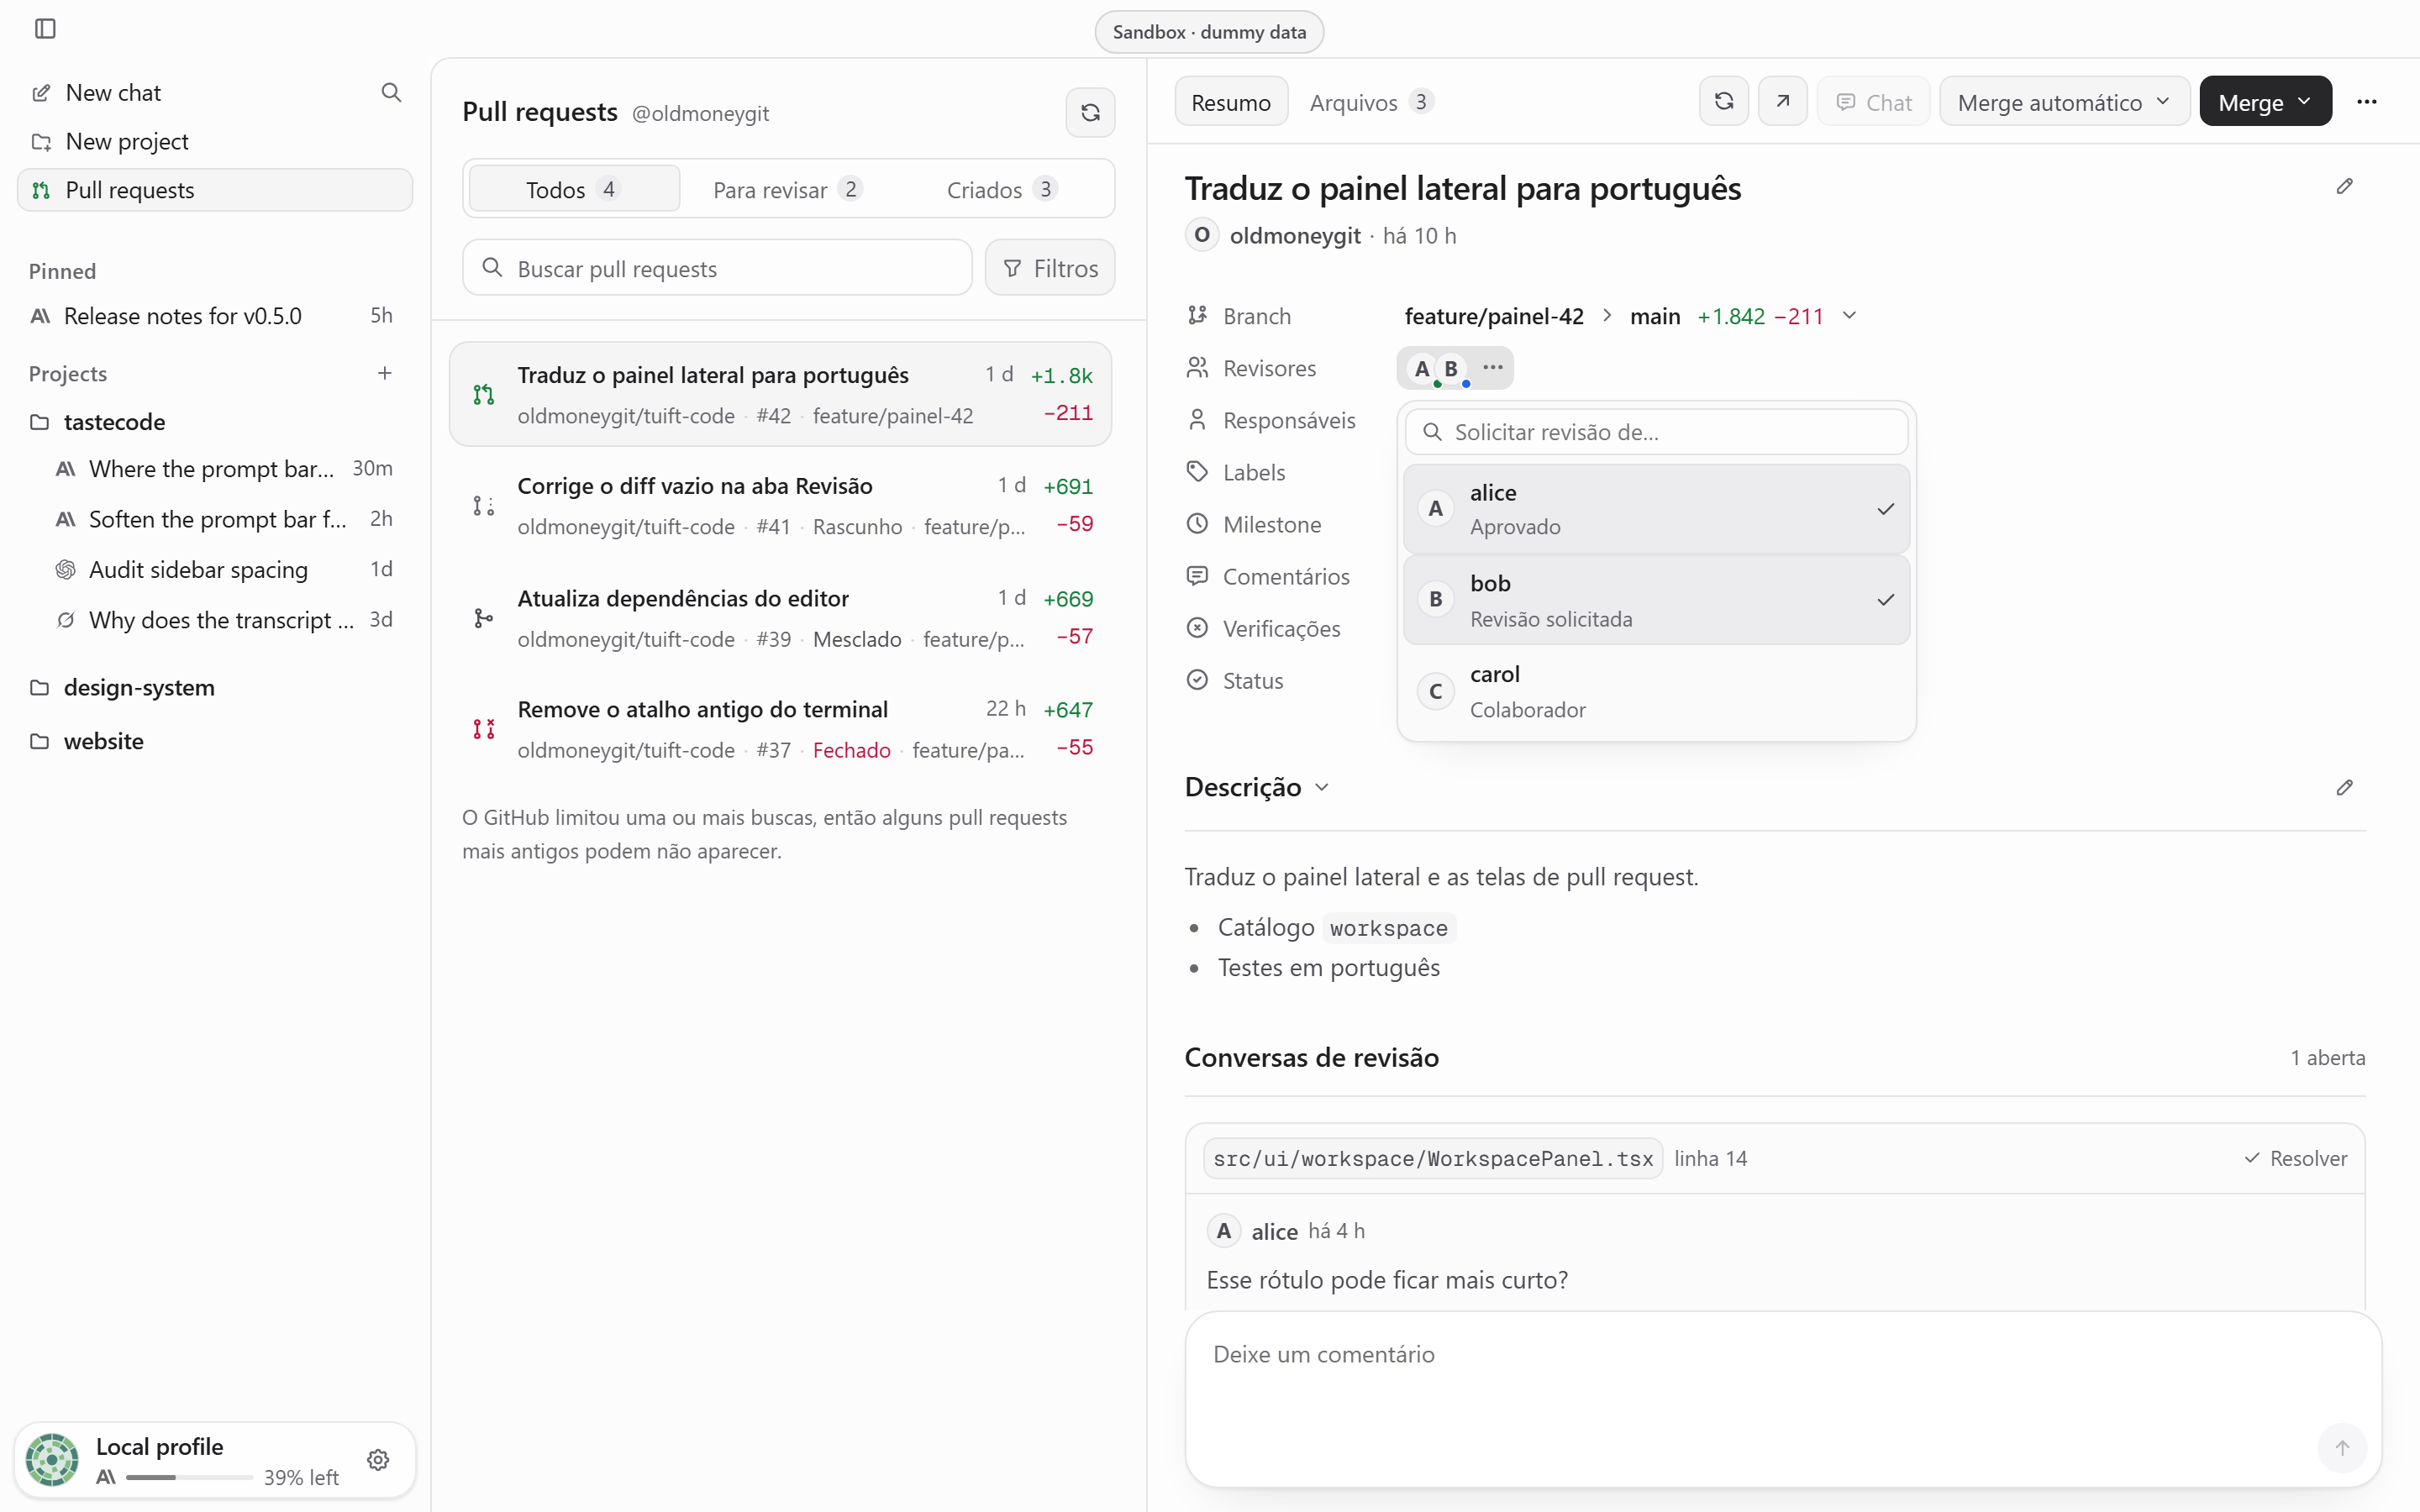 Sandbox · dummy data
New chat
New project
Pull requests
Pinned
Release notes for v0.5.0 5h
Projects
tastecode
Where the prompt bar... 30m
Soften the prompt bar f... 2h
Audit sidebar spacing 1d
Why does the transcript ... 3d
design-system
website
Local profile
39% left
Pull requests @oldmoneygit
Todos 4 Para revisar 2 Criados 3
Buscar pull requests Filtros
Traduz o painel lateral para português 1 d +1.8k
oldmoneygit/tuift-code · #42 · feature/painel-42 −211
Corrige o diff vazio na aba Revisão 1 d +691
oldmoneygit/tuift-code · #41 · Rascunho · feature/p... −59
Atualiza dependências do editor 1 d +669
oldmoneygit/tuift-code · #39 · Mesclado · feature/p... −57
Remove o atalho antigo do terminal 22 h +647
oldmoneygit/tuift-code · #37 · Fechado · feature/pa... −55
O GitHub limitou uma ou mais buscas, então alguns pull requests
mais antigos podem não aparecer.
Resumo Arquivos 3 Chat Merge automático Merge
Traduz o painel lateral para português
O oldmoneygit · há 10 h
Branch feature/painel-42 > main +1.842 −211
Revisores A B ...
Responsáveis
Labels
Milestone
Comentários
Verificações
Status
Solicitar revisão de...
A alice
Aprovado
B bob
Revisão solicitada
C carol
Colaborador
Descrição
Traduz o painel lateral e as telas de pull request.
• Catálogo workspace
• Testes em português
Conversas de revisão 1 aberta
src/ui/workspace/WorkspacePanel.tsx linha 14 Resolver
A alice há 4 h
Esse rótulo pode ficar mais curto?
Deixe um comentário